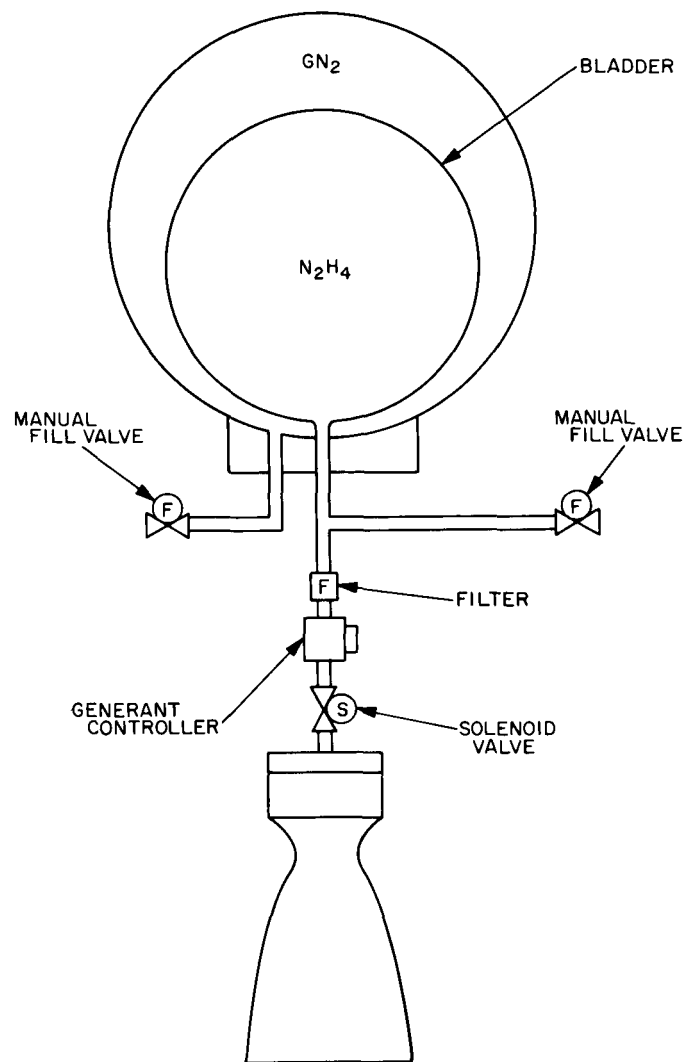 GN2
BLADDER
N2H4
MANUAL
FILL VALVE
MANUAL
FILL VALVE
F
F
F
FILTER
GENERANT
CONTROLLER
S
SOLENOID
VALVE